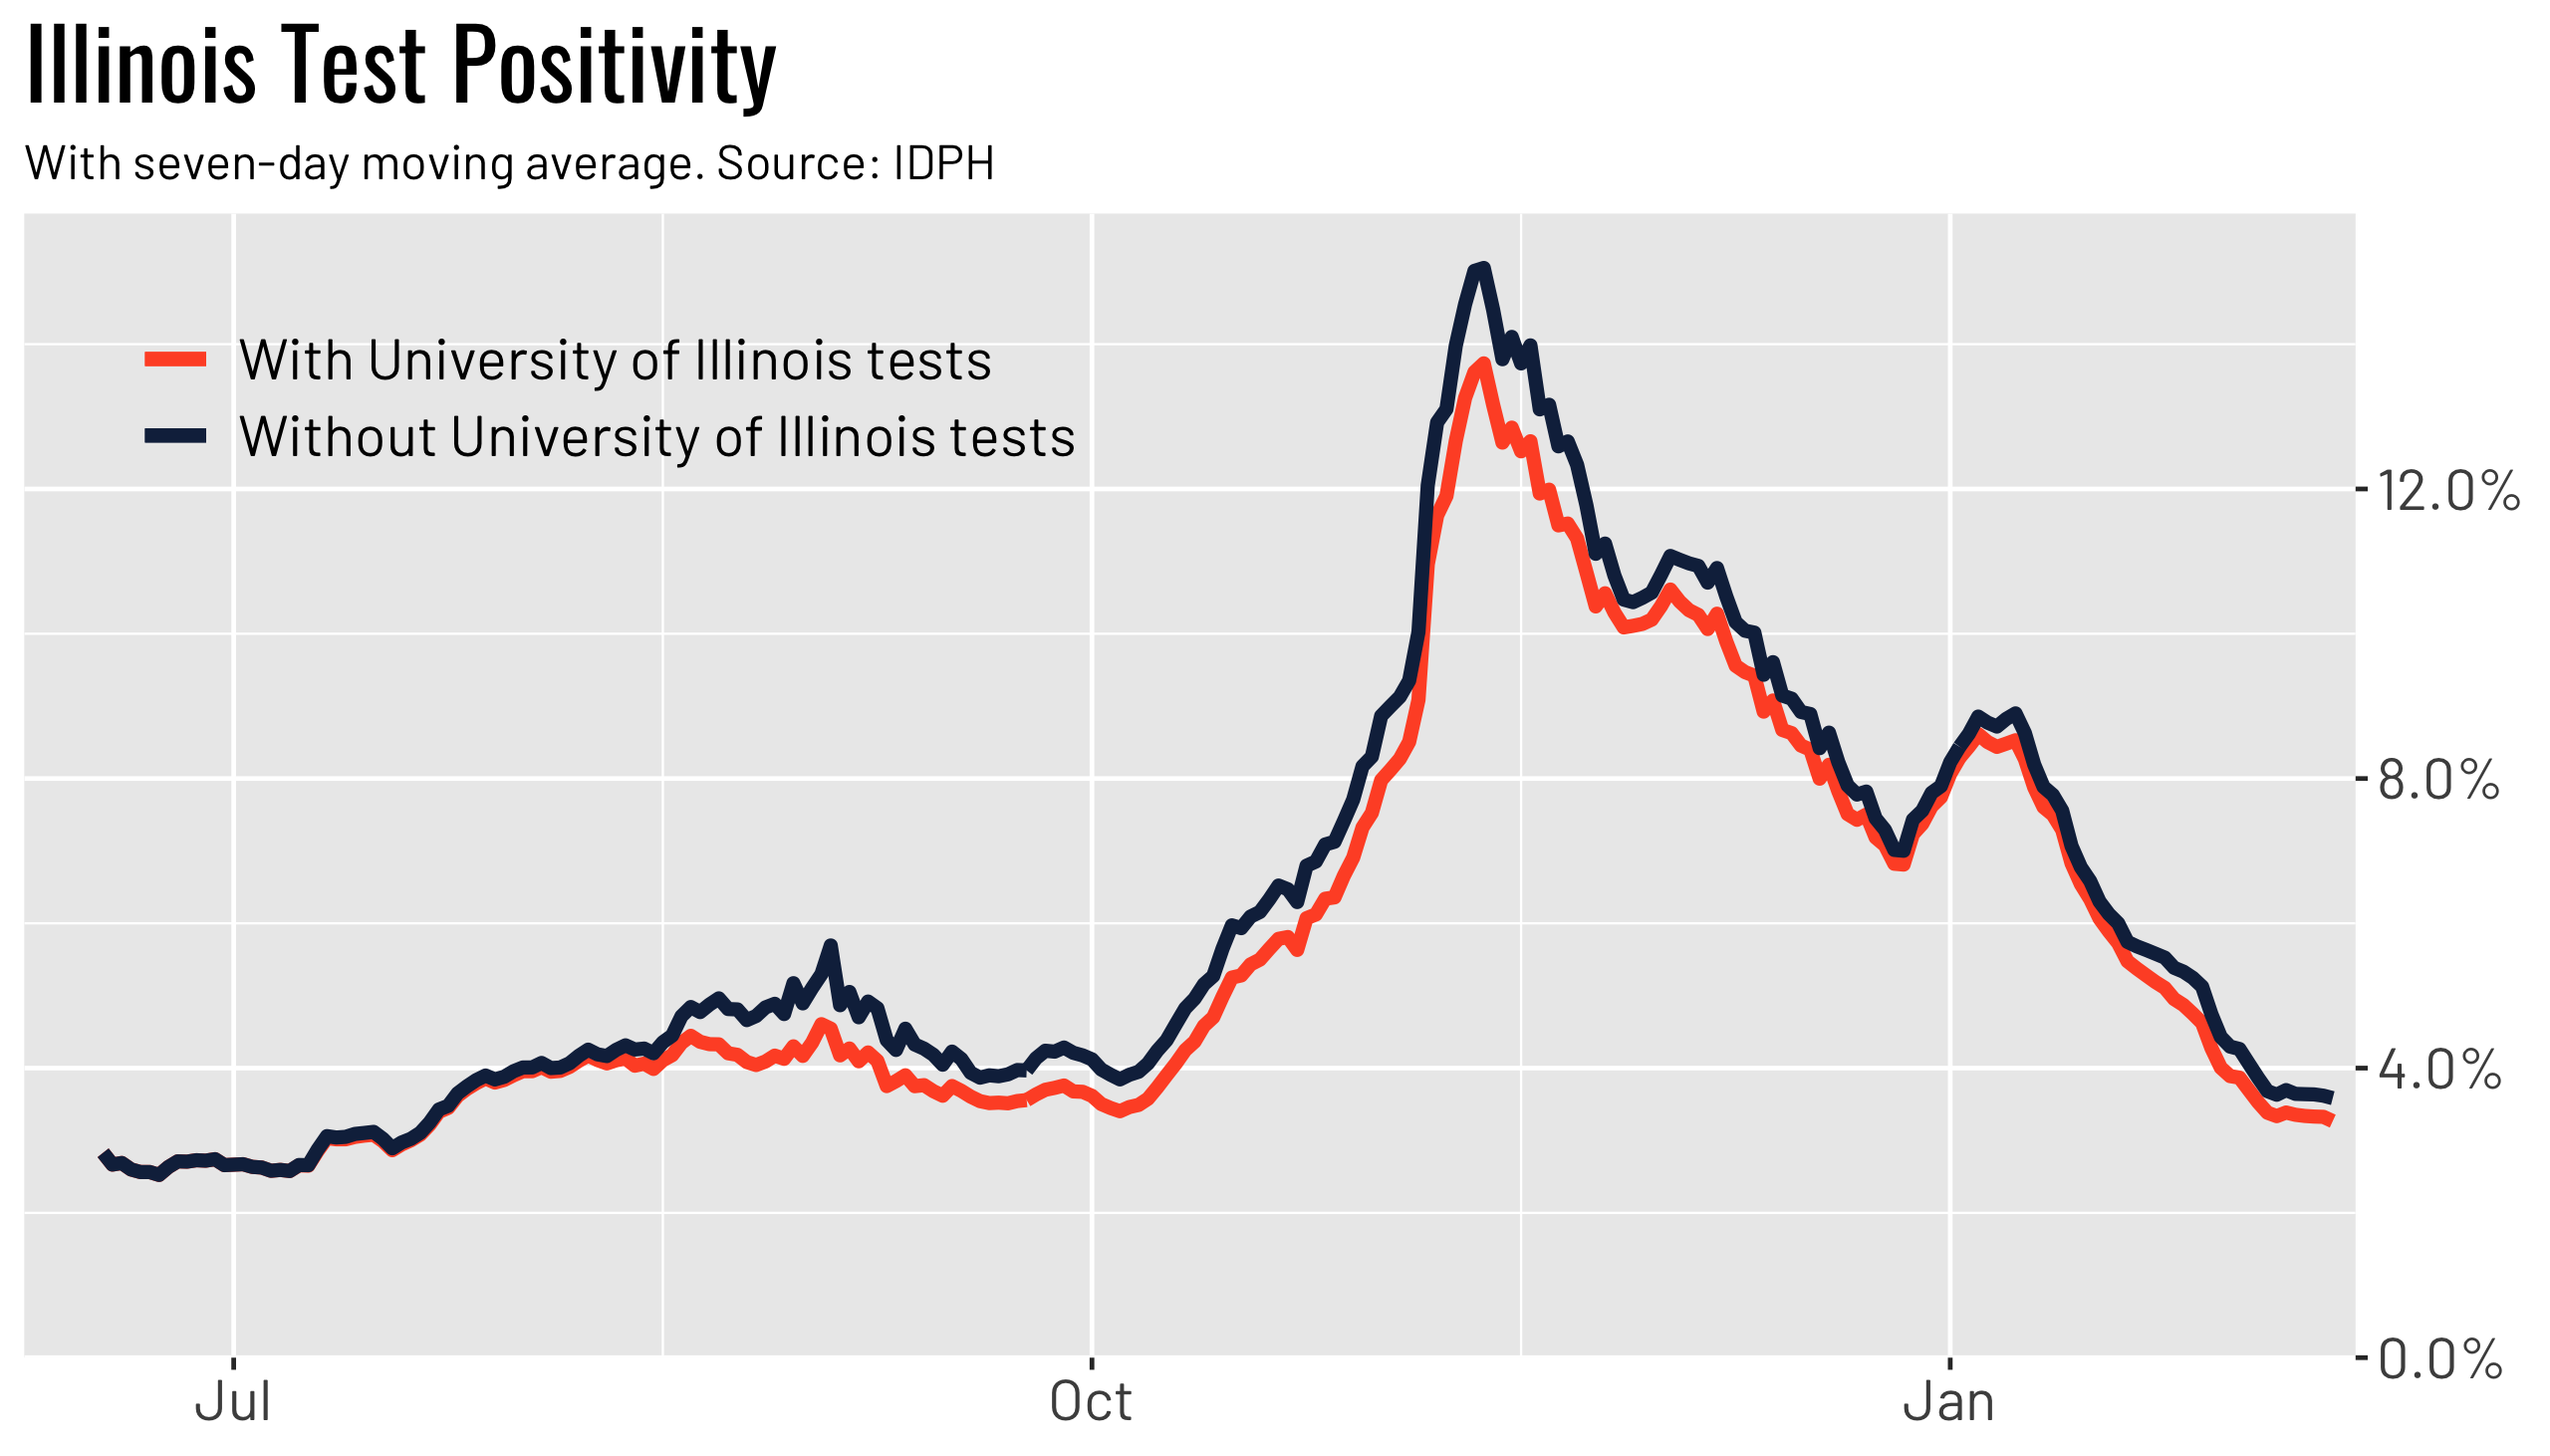 Illinois Test Positivity
With seven-day moving average. Source: IDPH
With University of Illinois tests
Without University of Illinois tests
12.0%
8.0%
4.0%
0.0%
Jul Oct Jan